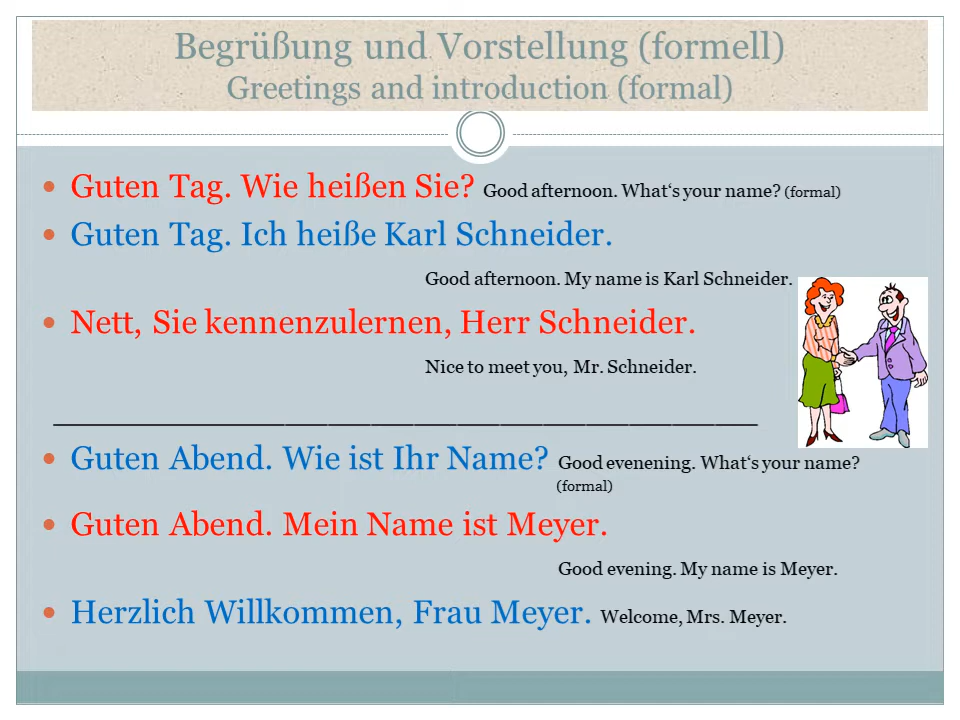 Begrüßung und Vorstellung (formell)
Greetings and introduction (formal)
• Guten Tag. Wie heißen Sie? Good afternoon. What‘s your name? (formal)
• Guten Tag. Ich heiße Karl Schneider.
Good afternoon. My name is Karl Schneider.
• Nett, Sie kennenzulernen, Herr Schneider.
Nice to meet you, Mr. Schneider.
• Guten Abend. Wie ist Ihr Name? Good evenening. What‘s your name?
(formal)
• Guten Abend. Mein Name ist Meyer.
Good evening. My name is Meyer.
• Herzlich Willkommen, Frau Meyer. Welcome, Mrs. Meyer.